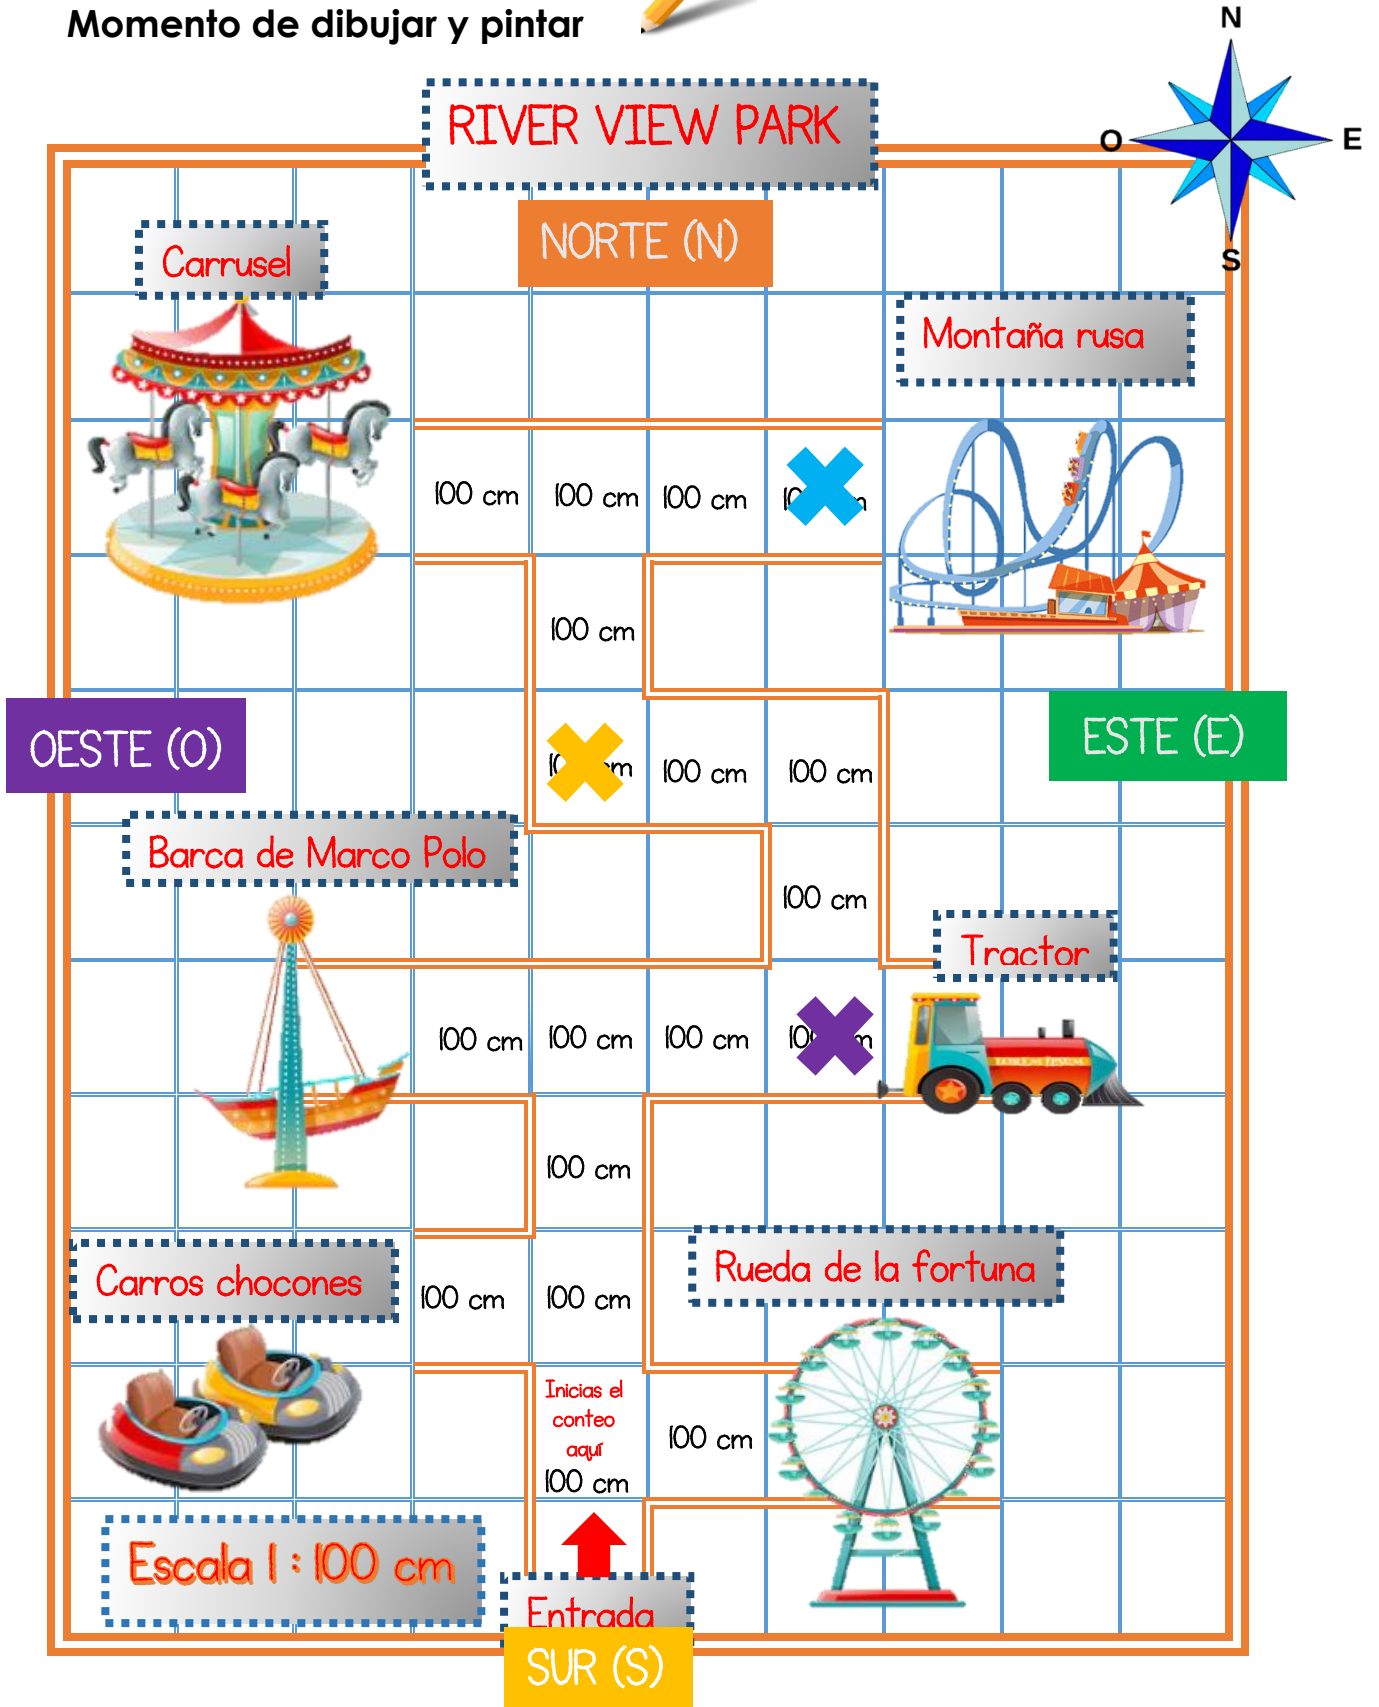 Momento de dibujar y pintar
N
O
E
S
RIVER VIEW PARK
NORTE (N)
Carrusel
Montaña rusa
100 cm
100 cm
100 cm
100 cm
OESTE (O)
ESTE (E)
100 cm
100 cm
Barca de Marco Polo
100 cm
Tractor
LOREM IPSUM
100 cm
100 cm
100 cm
100 cm
Carros chocones
Rueda de la fortuna
100 cm
100 cm
Inicias el
conteo
aquí
100 cm
100 cm
Escala 1 : 100 cm
Entrada
SUR (S)